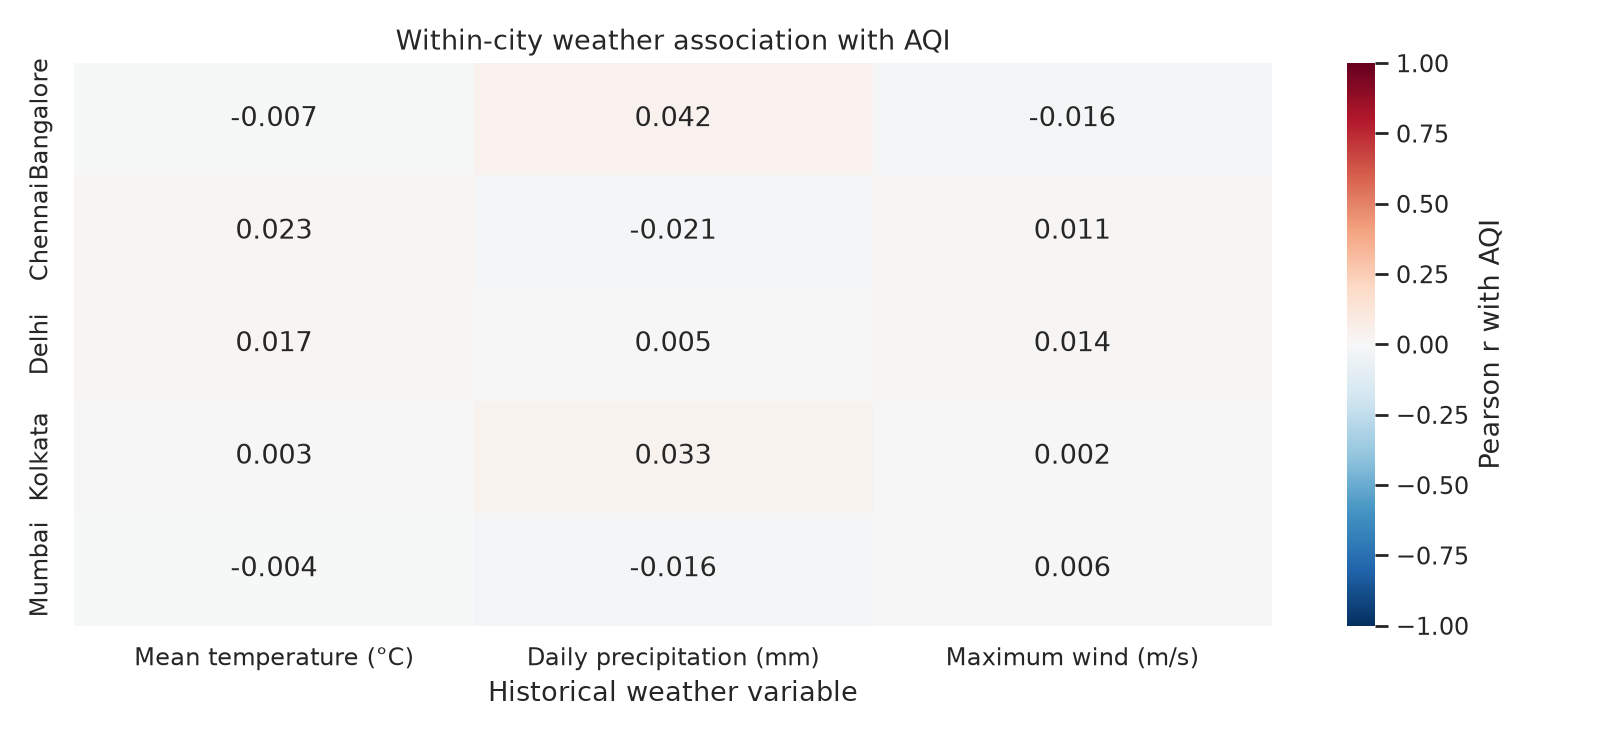 Within-city weather association with AQI
Bangalore
-0.007
0.042
-0.016
Chennai
0.023
-0.021
0.011
Delhi
0.017
0.005
0.014
Kolkata
0.003
0.033
0.002
Mumbai
-0.004
-0.016
0.006
Mean temperature (°C)
Daily precipitation (mm)
Maximum wind (m/s)
Historical weather variable
1.00
0.75
0.50
0.25
0.00
−0.25
−0.50
−0.75
−1.00
Pearson r with AQI